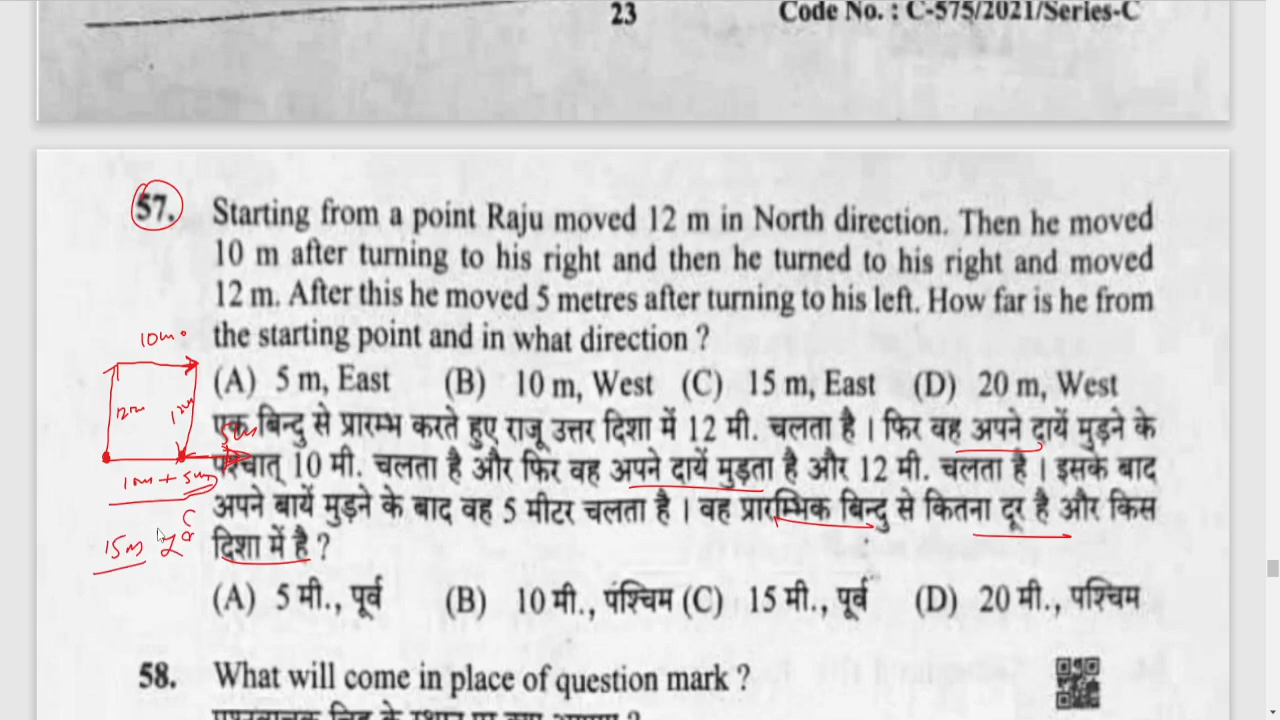 23 Code No. : C-575/2021/Series-C
57. Starting from a point Raju moved 12 m in North direction. Then he moved
10 m after turning to his right and then he turned to his right and moved
12 m. After this he moved 5 metres after turning to his left. How far is he from
the starting point and in what direction ?
10m
(A) 5 m, East (B) 10 m, West (C) 15 m, East (D) 20 m, West
12m
एक बिन्दु से प्रारम्भ करते हुए राजू उत्तर दिशा में 12 मी. चलता है । फिर वह अपने दायें मुड़ने के
5m
पश्चात् 10 मी. चलता है और फिर वह अपने दायें मुड़ता है और 12 मी. चलता है । इसके बाद
10m + 5m
अपने बायें मुड़ने के बाद वह 5 मीटर चलता है । वह प्रारम्भिक बिन्दु से कितना दूर है और किस
15m
दिशा में है ?
(A) 5 मी., पूर्व (B) 10 मी., पश्चिम (C) 15 मी., पूर्व (D) 20 मी., पश्चिम
58. What will come in place of question mark ?